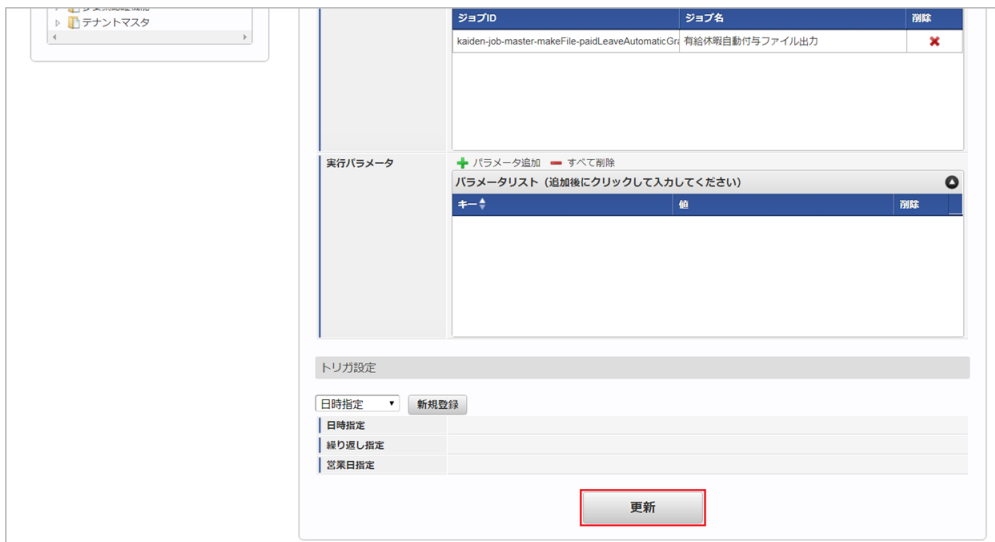 テナントマスタ
ジョブID ジョブ名 削除
kaiden-job-master-makeFile-paidLeaveAutomaticGra 有給休暇自動付与ファイル出力
実行パラメータ
パラメータ追加 すべて削除
パラメータリスト（追加後にクリックして入力してください）
キー 値 削除
トリガ設定
日時指定 新規登録
日時指定
繰り返し指定
営業日指定
更新